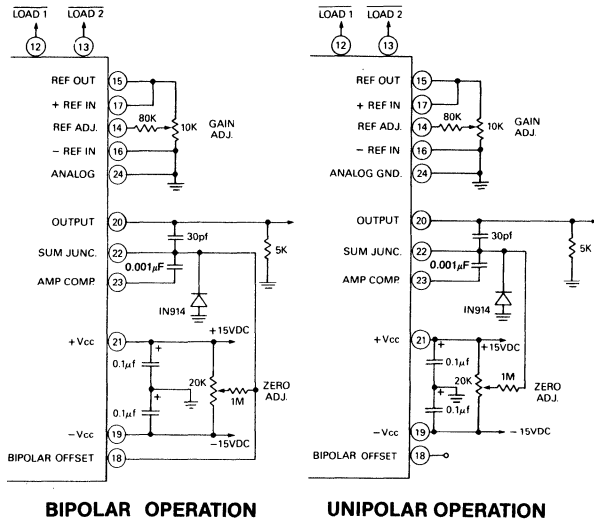 LOAD 1 LOAD 2
12 13
REF OUT 15
+ REF IN 17
REF ADJ. 14 80K 10K GAIN
ADJ.
− REF IN 16
ANALOG 24
OUTPUT 20
30pf
SUM JUNC. 22 5K
0.001µF
AMP COMP. 23
IN914
+Vcc 21 +15VDC
+
0.1µf
20K 1M ZERO
ADJ.
+
0.1µf
−Vcc 19
−15VDC
BIPOLAR OFFSET 18
BIPOLAR OPERATION
LOAD 1 LOAD 2
12 13
REF OUT 15
+ REF IN 17
REF ADJ. 14 80K 10K GAIN
ADJ.
− REF IN 16
ANALOG GND. 24
OUTPUT 20
30pf
SUM JUNC. 22 5K
0.001µF
AMP COMP. 23
IN914
+Vcc 21 +15VDC
+
0.1µf
20K 1M ZERO
ADJ.
+
0.1µf
−Vcc 19 −15VDC
BIPOLAR OFFSET 18
UNIPOLAR OPERATION